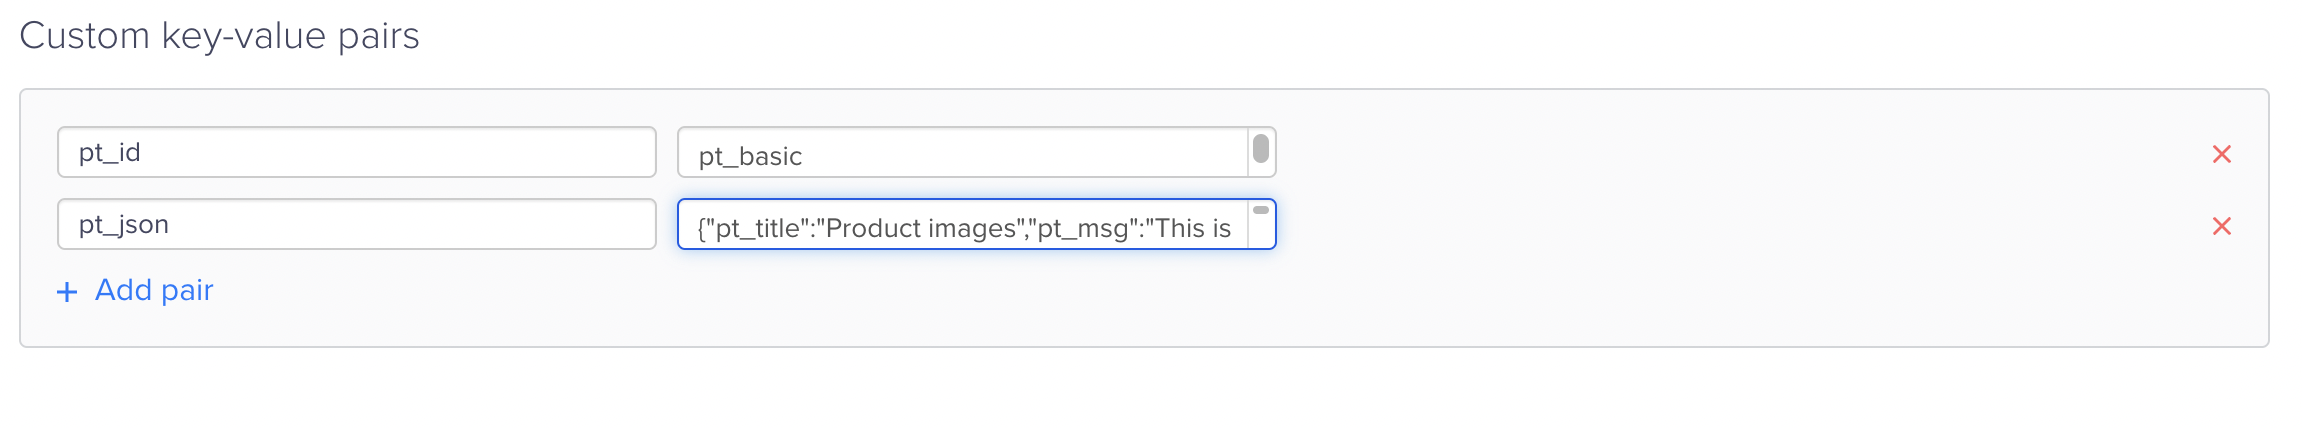 Custom key-value pairs
pt_id
pt_basic
pt_json
{"pt_title":"Product images","pt_msg":"This is
+ Add pair